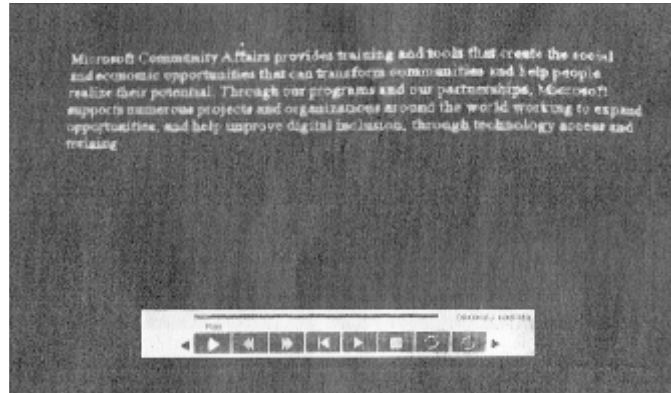 Microsoft Community Affairs provides training and tools that create the social
and economic opportunities that can transform communities and help people
realize their potential. Through our programs and our partnerships, Microsoft
supports numerous projects and organizations around the world working to expand
opportunities, and help improve digital inclusion, through technology access and
training
Play